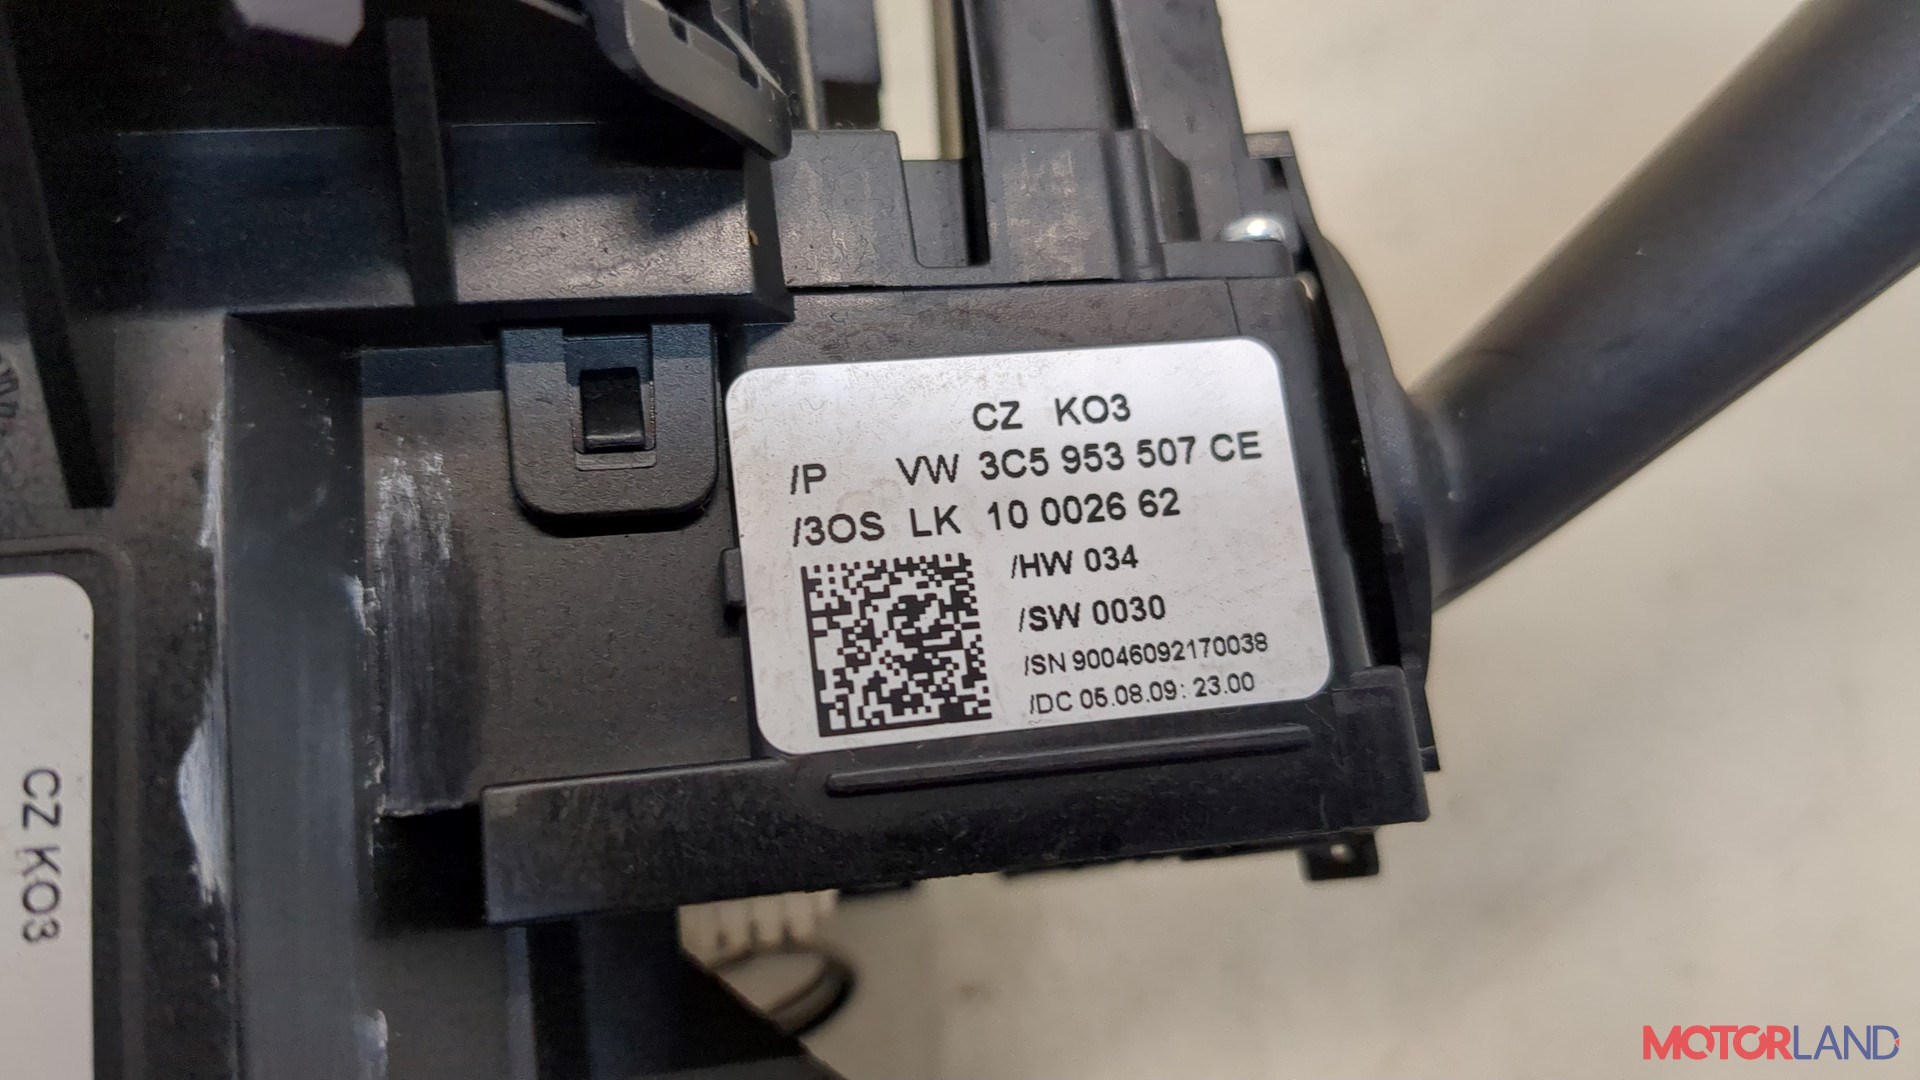 CZ KO3
/P VW 3C5 953 507 CE
/3OS LK 10 0026 62
/HW 034
/SW 0030
/SN 90046092170038
/DC 05.08.09: 23.00
CZ KO3
MOTORLAND